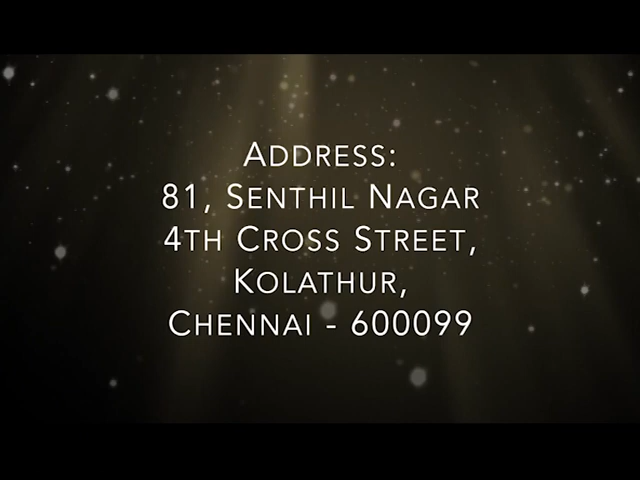 ADDRESS:
81, SENTHIL NAGAR
4TH CROSS STREET,
KOLATHUR,
CHENNAI - 600099